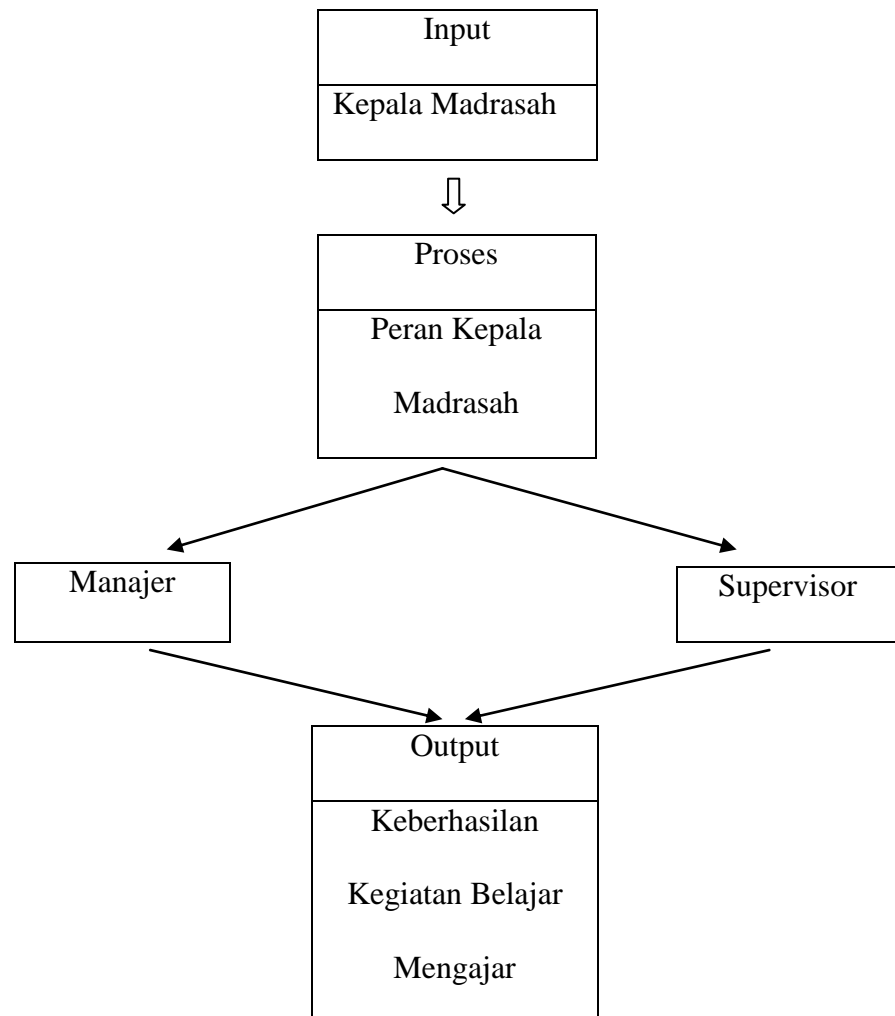 Input
Kepala Madrasah
Proses
Peran Kepala
Madrasah
Manajer
Supervisor
Output
Keberhasilan
Kegiatan Belajar
Mengajar